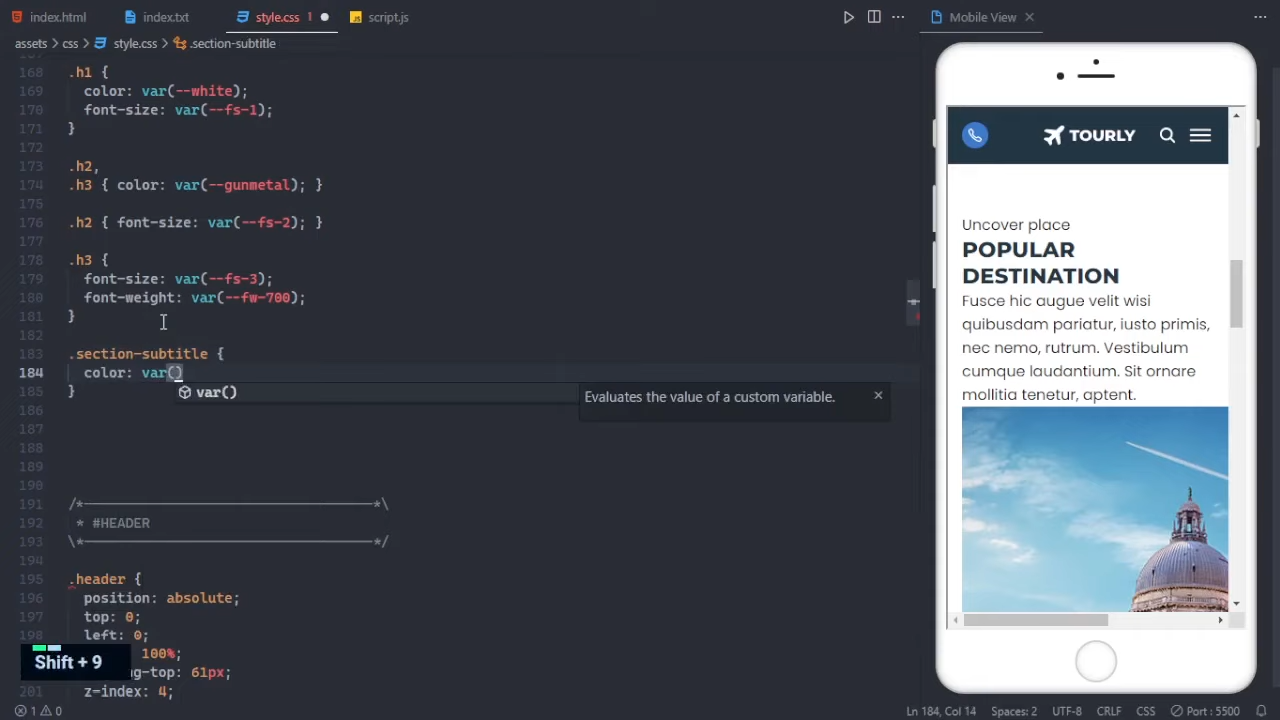 index.html
index.txt
style.css 1
script.js
Mobile View
assets > css > style.css > .section-subtitle
168 .h1 {
169 color: var(--white);
170 font-size: var(--fs-1);
171 }
172
173 .h2,
174 .h3 { color: var(--gunmetal); }
175
176 .h2 { font-size: var(--fs-2); }
177
178 .h3 {
179 font-size: var(--fs-3);
180 font-weight: var(--fw-700);
181 }
182
183 .section-subtitle {
184 color: var()
185 }
var()
Evaluates the value of a custom variable.
186
187
188
189
190
191 /*-----------------------------------*\
192 * #HEADER
193 \*-----------------------------------*/
194
195 .header {
196 position: absolute;
197 top: 0;
198 left: 0;
100%;
ng-top: 61px;
201 z-index: 4;
Shift + 9
TOURLY
Uncover place
POPULAR
DESTINATION
Fusce hic augue velit wisi
quibusdam pariatur, iusto primis,
nec nemo, rutrum. Vestibulum
cumque laudantium. Sit ornare
mollitia tenetur, aptent.
1 0
Ln 184, Col 14
Spaces: 2
UTF-8
CRLF
CSS
Port : 5500